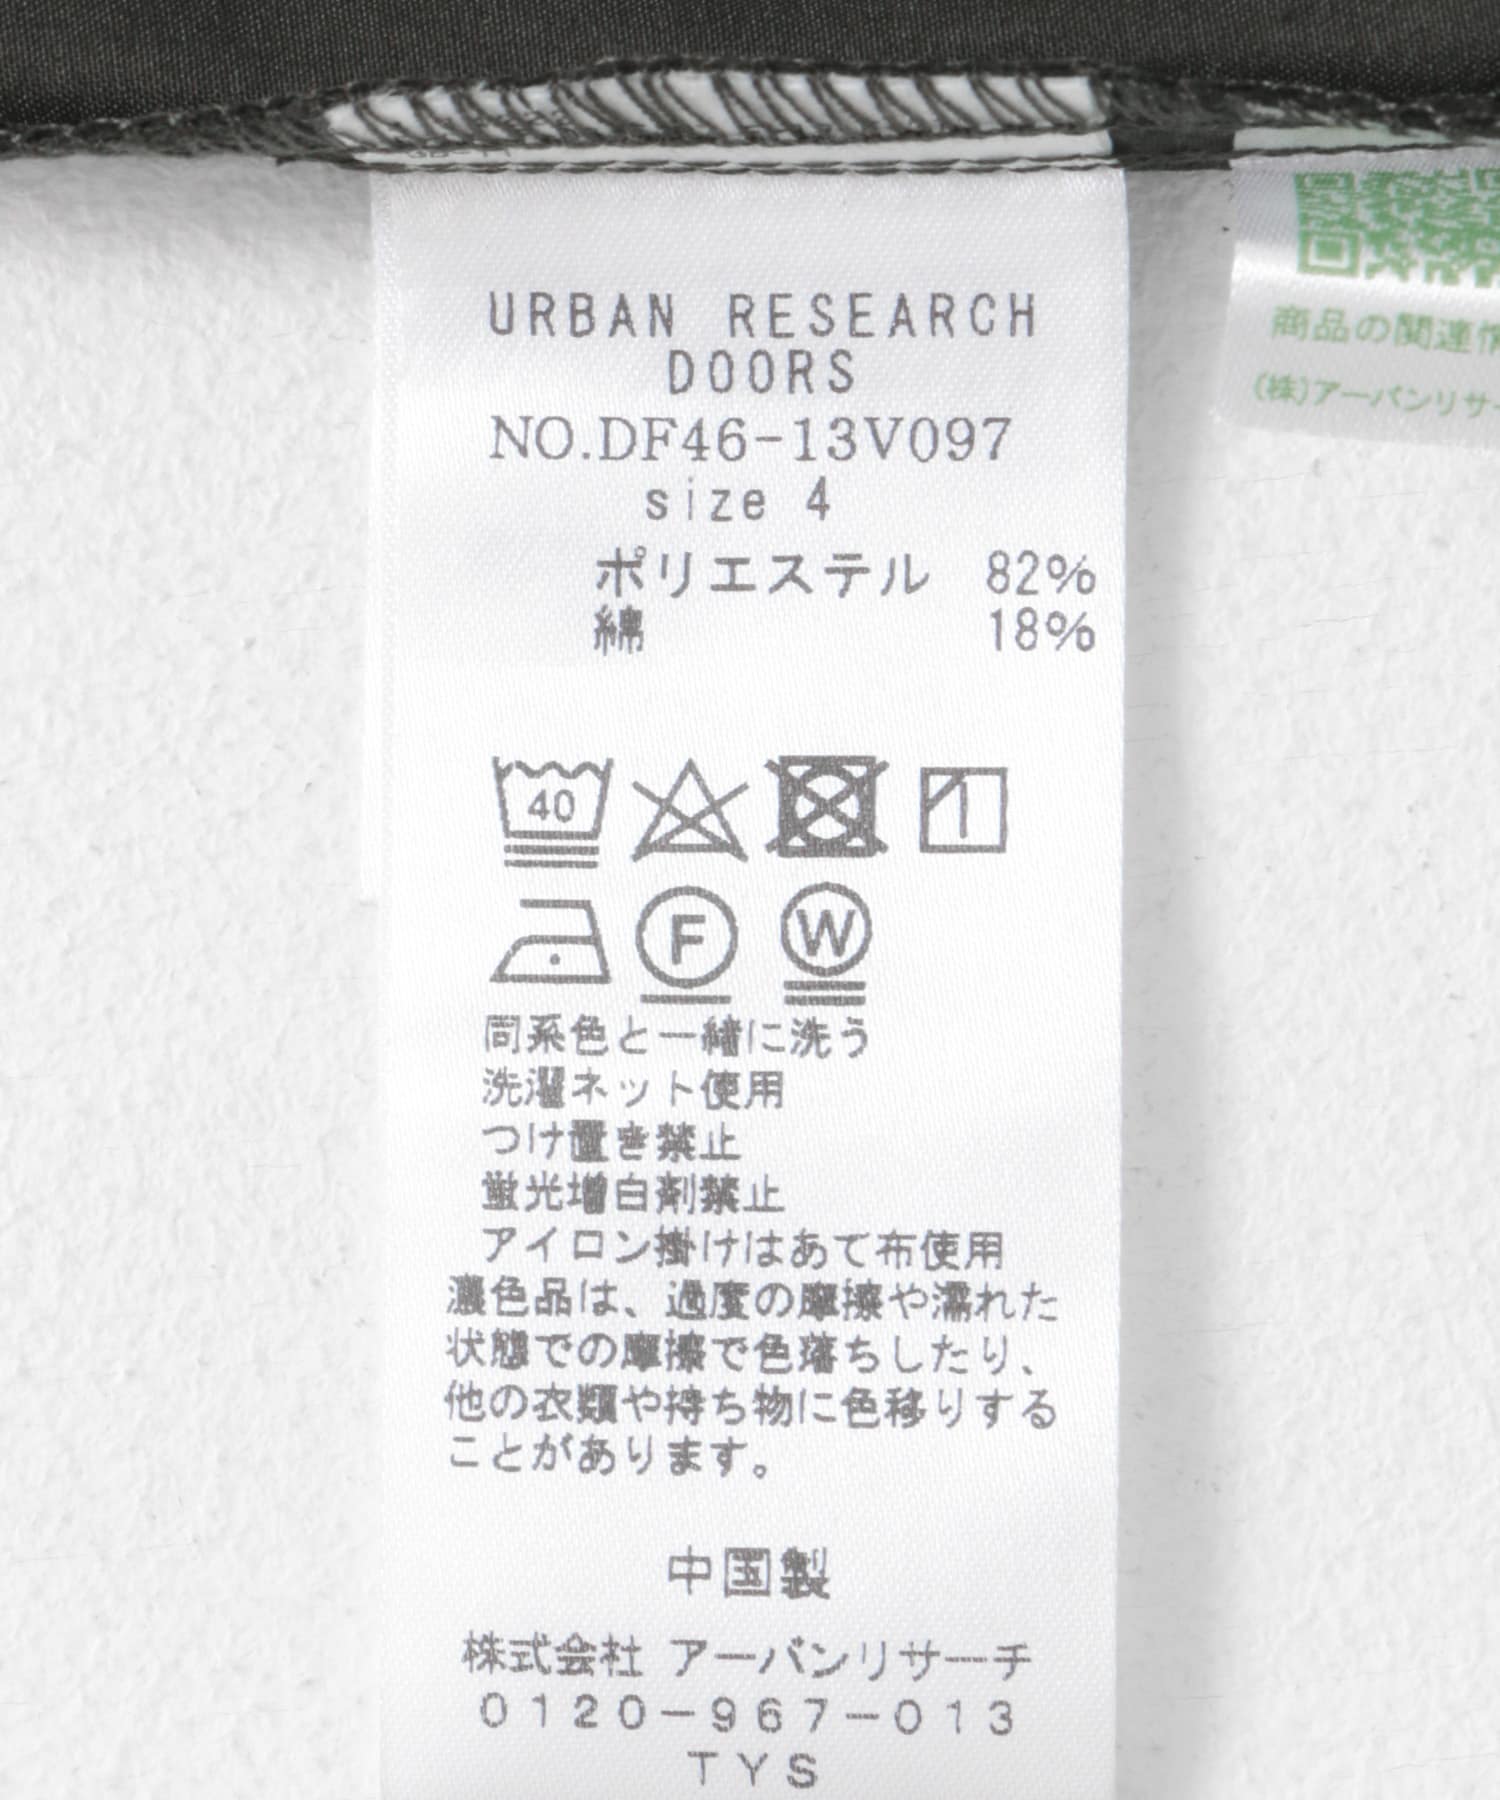 URBAN RESEARCH
DOORS
NO.DF46-13V097
size 4
ポリエステル 82%
綿 18%
40
F W
同系色と一緒に洗う
洗濯ネット使用
つけ置き禁止
蛍光増白剤禁止
アイロン掛けはあて布使用
濃色品は、過度の摩擦や濡れた
状態での摩擦で色落ちしたり、
他の衣類や持ち物に色移りする
ことがあります。
中国製
株式会社 アーバンリサーチ
0120-967-013
TYS
商品の関連情
(株)アーバンリサー